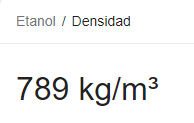 Etanol / Densidad
789 kg/m³